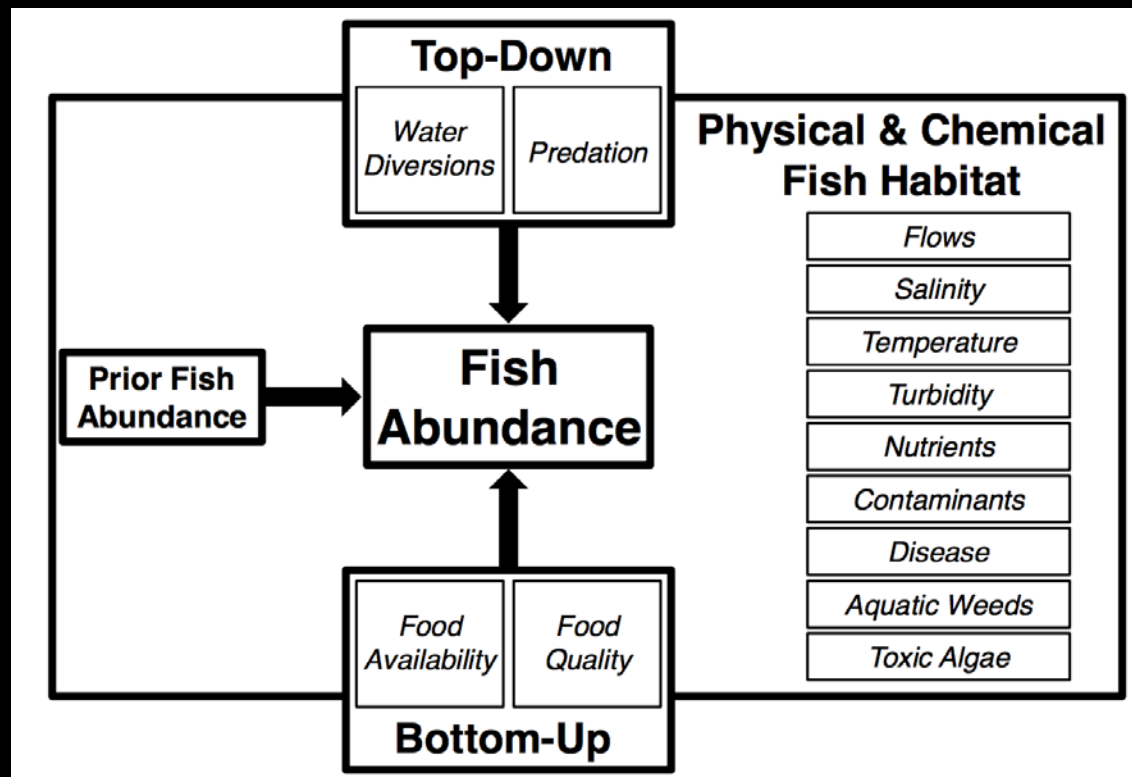 Top-Down
Water
Diversions
Predation
Physical & Chemical
Fish Habitat
Flows
Salinity
Temperature
Turbidity
Nutrients
Contaminants
Disease
Aquatic Weeds
Toxic Algae
Prior Fish
Abundance
Fish
Abundance
Food
Availability
Food
Quality
Bottom-Up